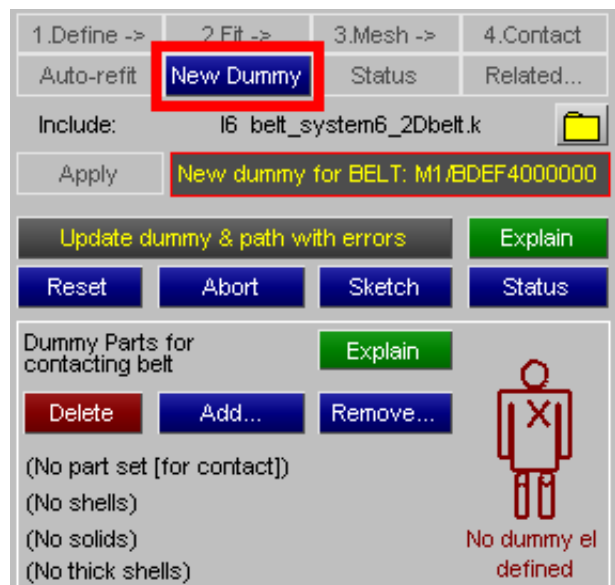 1.Define -> 2.Fit -> 3.Mesh -> 4.Contact
Auto-refit New Dummy Status Related...
Include: I6 belt_system6_2Dbelt.k
Apply New dummy for BELT: M1/BDEF4000000
Update dummy & path with errors Explain
Reset Abort Sketch Status
Dummy Parts for
contacting belt
Explain
Delete Add... Remove...
(No part set [for contact])
(No shells)
(No solids)
(No thick shells)
No dummy el
defined